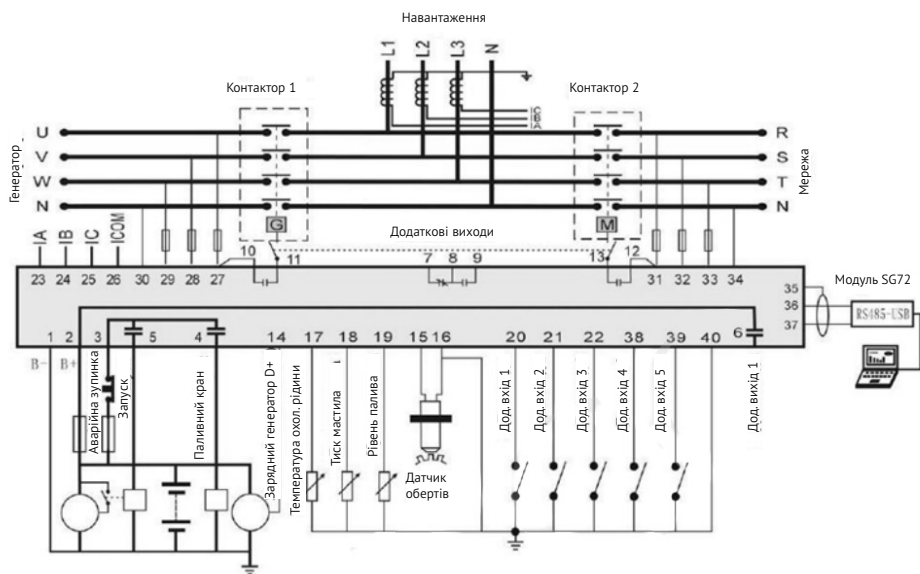 Навантаження
L1 L2 L3 N
Контактор 1
Контактор 2
IC
IB
IA
Генератор
U
V
W
N
R
S
T
N
Мережа
G
M
Додаткові виходи
IA IB IC ICOM
23 24 25 26 30 29 28 27 10 11 7 8 9 13 12 31 32 33 34
Модуль SG72
35
36
37
RS485-USB
1 2 3 5 4 14 17 18 19 15 16 20 21 22 38 39 40 6
B- B+
Аварійна зупинка
Запуск
Паливний кран
Зарядний генератор D+
Температура охол. рідини
Тиск мастила
Рівень палива
Датчик
обертів
Дод. вхід 1
Дод. вхід 2
Дод. вхід 3
Дод. вхід 4
Дод. вхід 5
Дод. вихід 1